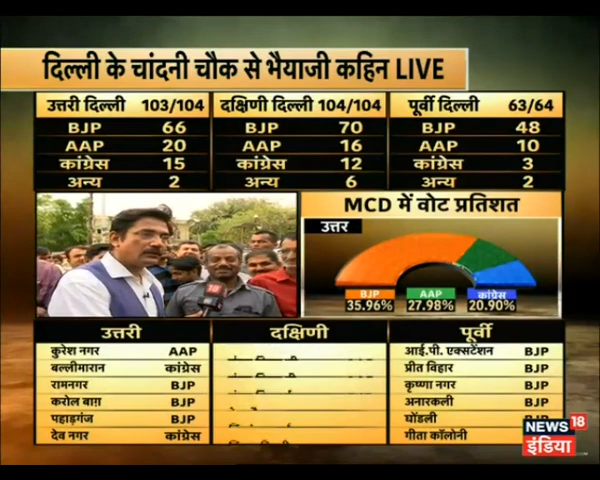 दिल्ली के चांदनी चौक से भैयाजी कहिन LIVE
उत्तरी दिल्ली 103/104
BJP 66
AAP 20
कांग्रेस 15
अन्य 2
दक्षिणी दिल्ली 104/104
BJP 70
AAP 16
कांग्रेस 12
अन्य 6
पूर्वी दिल्ली 63/64
BJP 48
AAP 10
कांग्रेस 3
अन्य 2
MCD में वोट प्रतिशत
उत्तर
BJP 35.96%
AAP 27.98%
कांग्रेस 20.90%
उत्तरी
कुरेश नगर AAP
बल्लीमारान कांग्रेस
रामनगर BJP
करोल बाग़ BJP
पहाड़गंज BJP
देव नगर कांग्रेस
दक्षिणी
पूर्वी
आई.पी. एक्सटेंशन BJP
प्रीत विहार BJP
कृष्णा नगर BJP
अनारकली BJP
घोंडली BJP
गीता कॉलोनी
NEWS 18
इंडिया